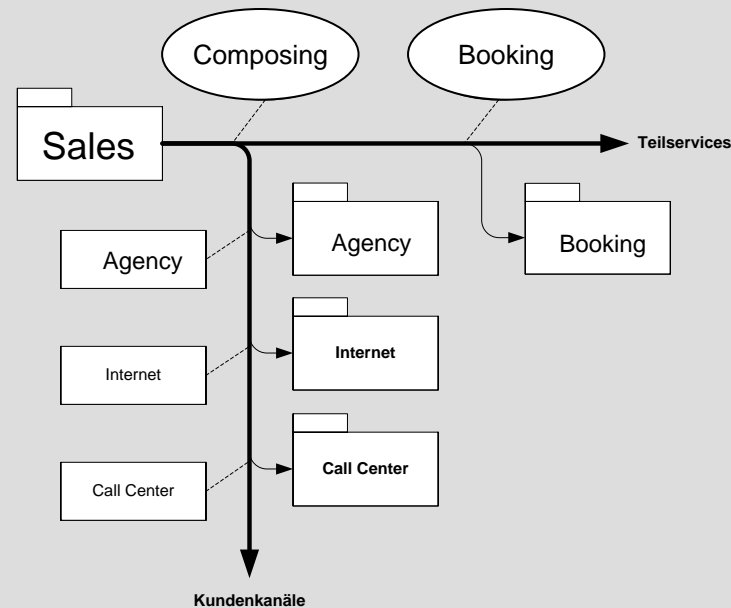 Composing
Booking
Sales
Teilservices
Agency
Agency
Booking
Internet
Internet
Call Center
Call Center
Kundenkanäle